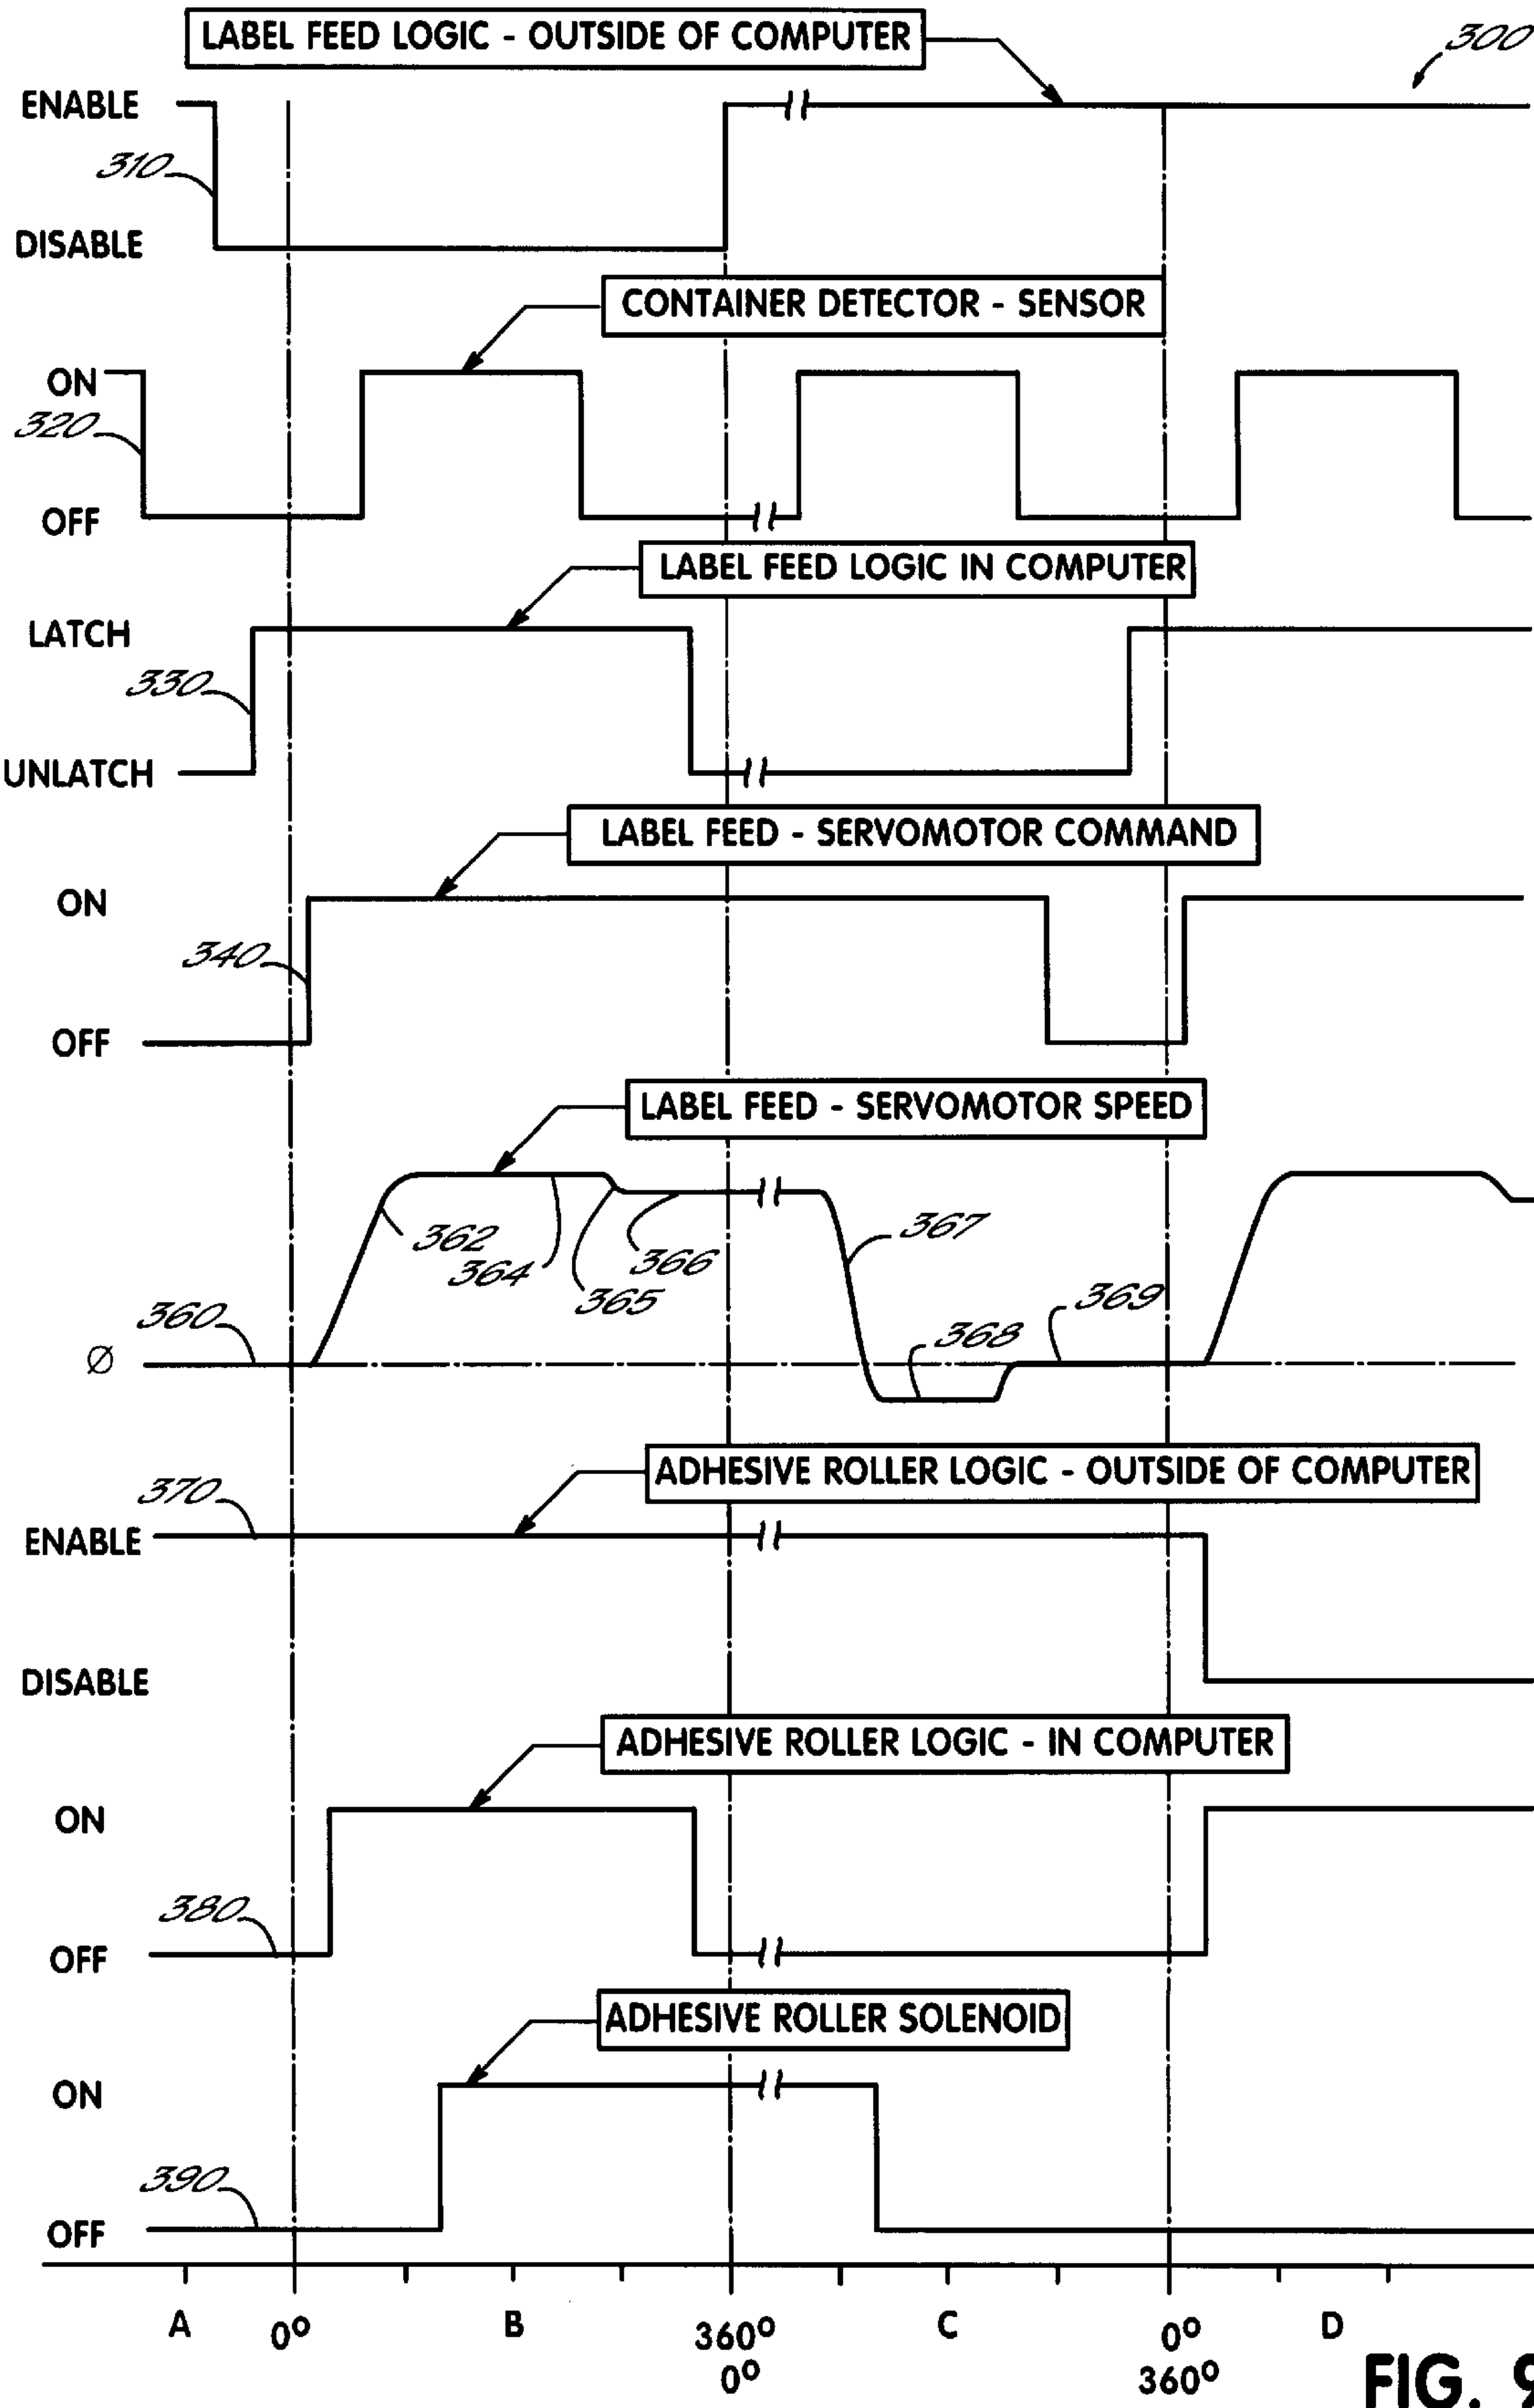 LABEL FEED LOGIC - OUTSIDE OF COMPUTER
300
ENABLE
310
DISABLE
CONTAINER DETECTOR - SENSOR
ON
320
OFF
LABEL FEED LOGIC IN COMPUTER
LATCH
330
UNLATCH
LABEL FEED - SERVOMOTOR COMMAND
ON
340
OFF
LABEL FEED - SERVOMOTOR SPEED
362
364
365
366
367
360
368
369
Ø
ADHESIVE ROLLER LOGIC - OUTSIDE OF COMPUTER
370
ENABLE
DISABLE
ADHESIVE ROLLER LOGIC - IN COMPUTER
ON
380
OFF
ADHESIVE ROLLER SOLENOID
ON
390
OFF
A 0° B 360° C 0° D
0° 360°
FIG. 9